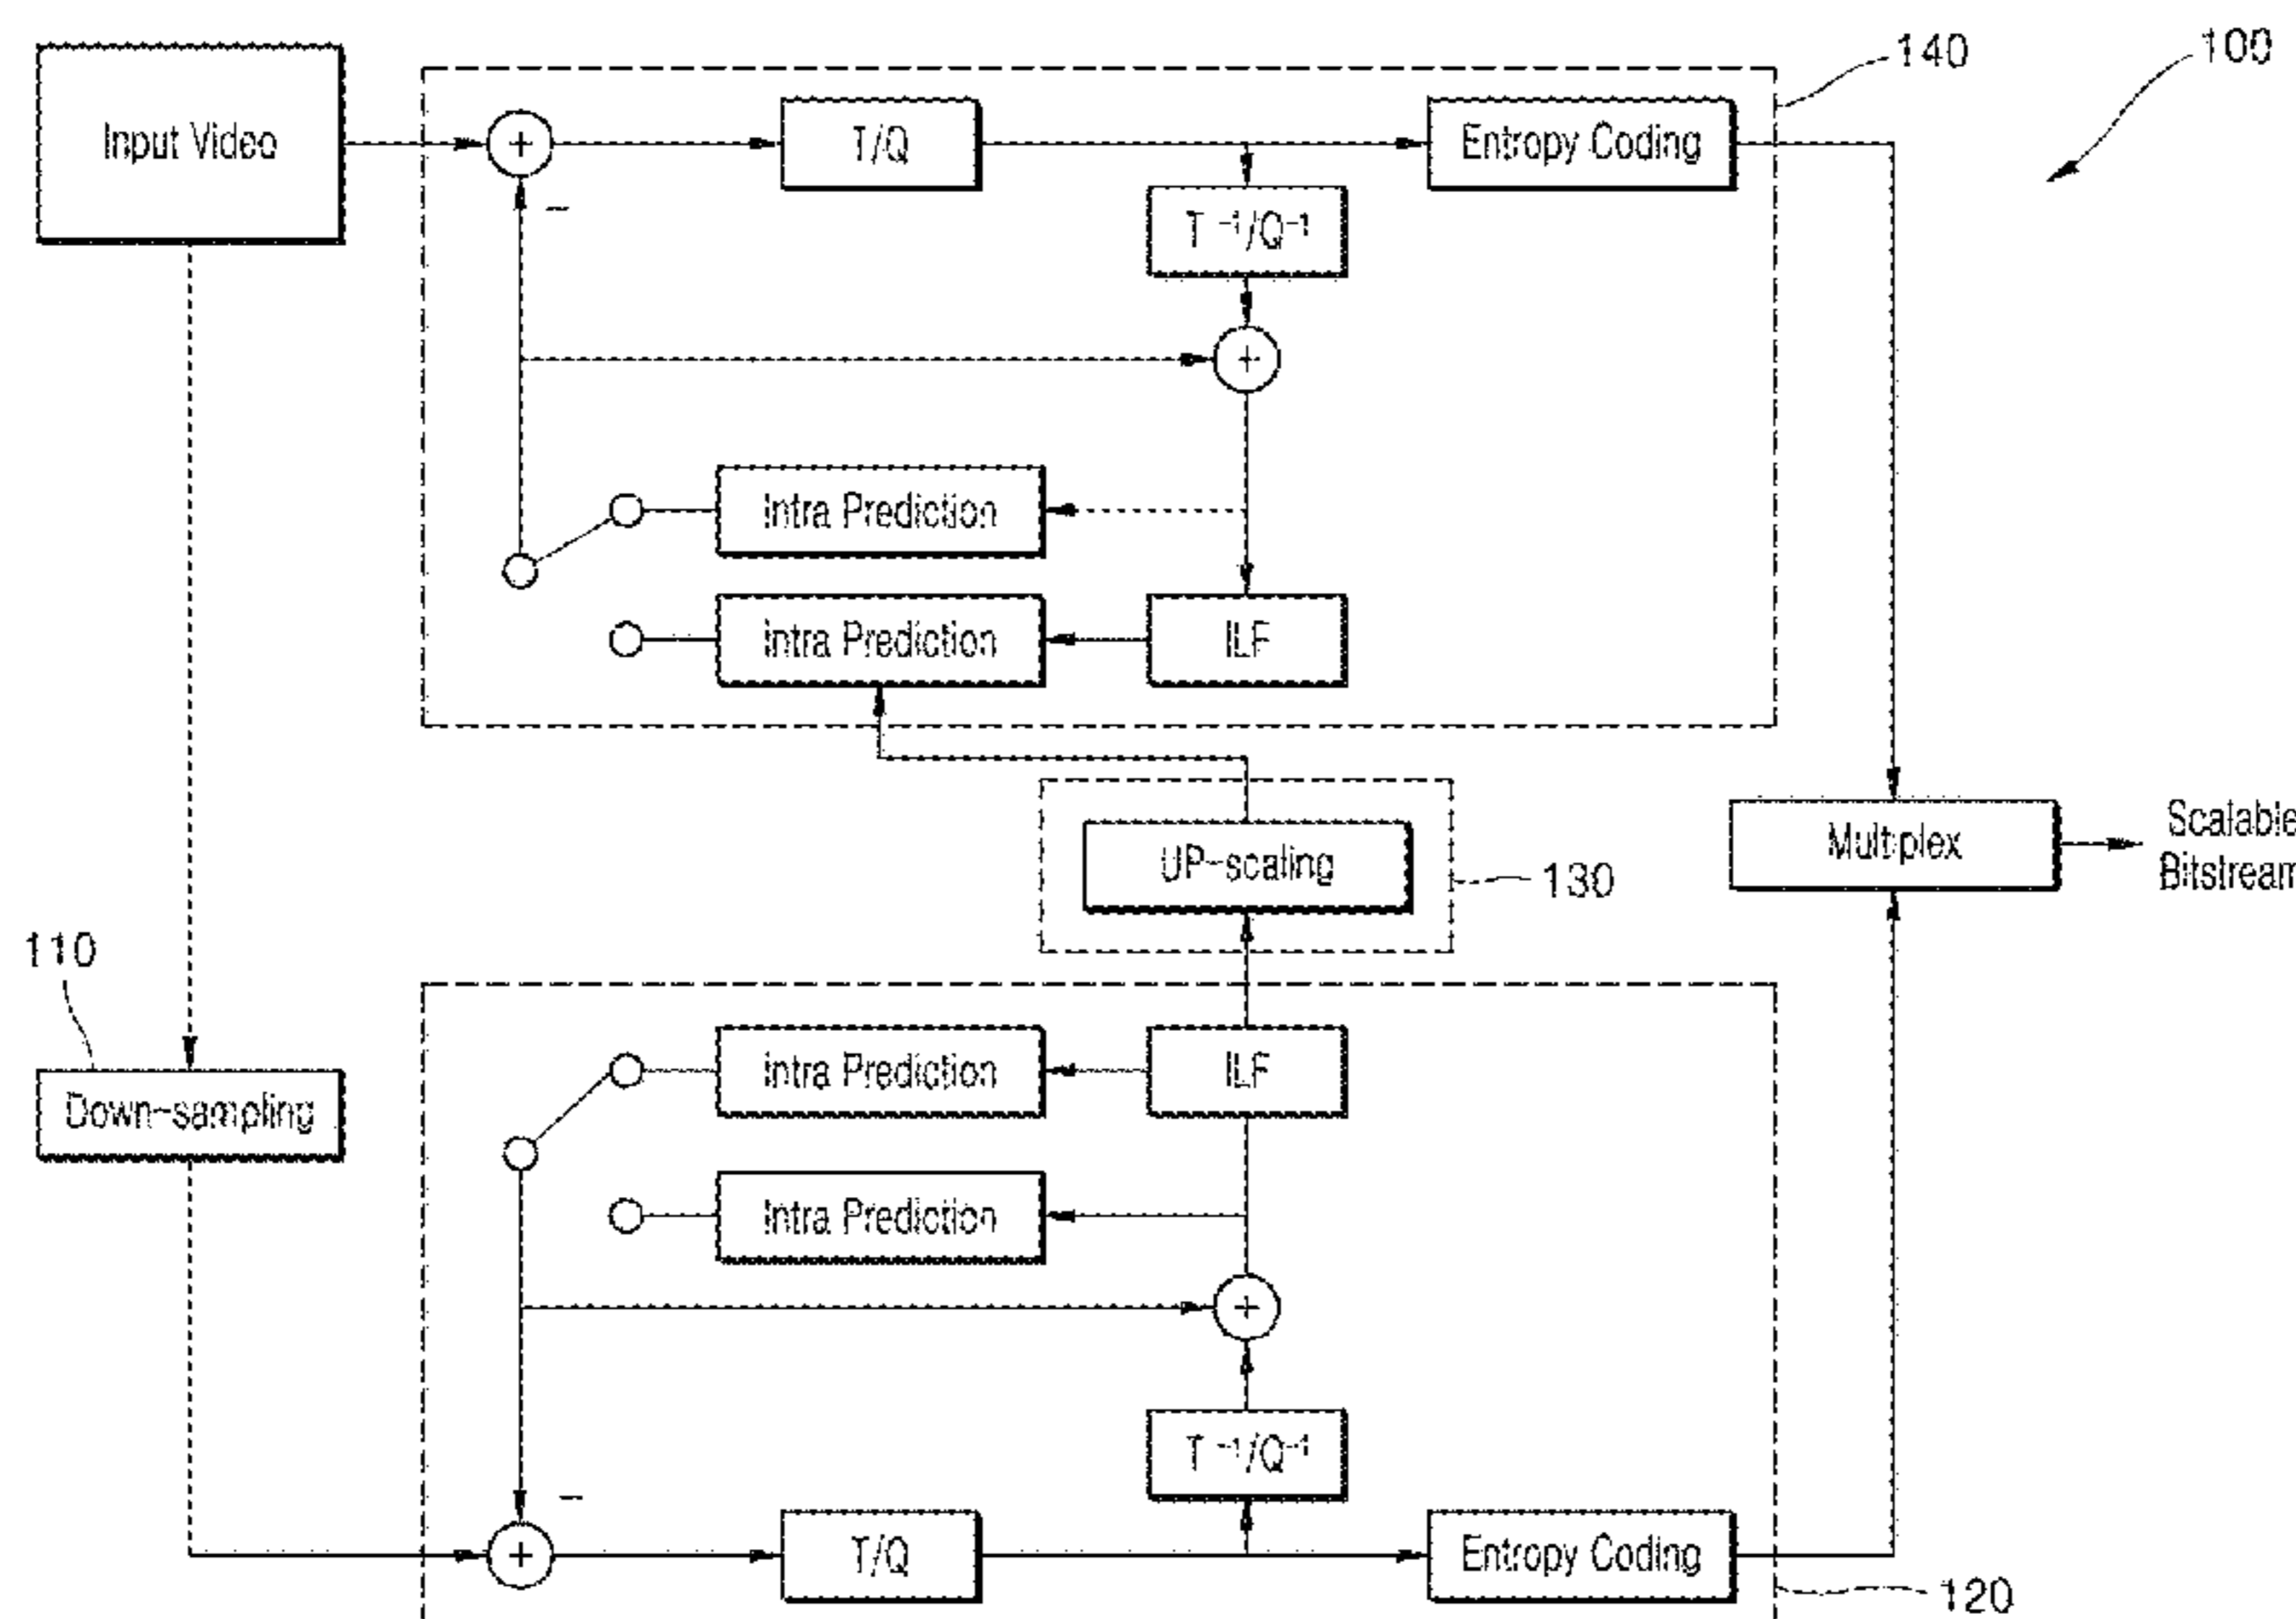 140
100
Input Video
+
T/Q
Entropy Coding
−
T⁻¹/Q⁻¹
+
Intra Prediction
Intra Prediction
ILF
UP-scaling
130
Multiplex
Scalable
Bitstream
110
Down-sampling
Intra Prediction
ILF
Intra Prediction
+
T⁻¹/Q⁻¹
−
+
T/Q
Entropy Coding
120